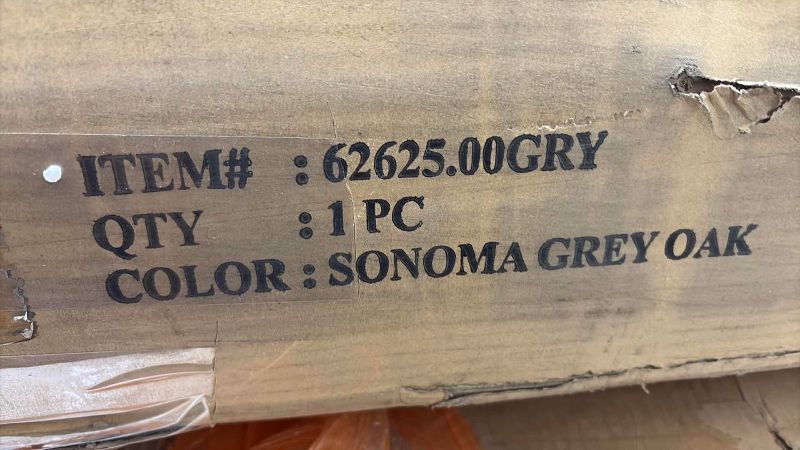 ITEM# : 62625.00GRY
QTY : 1 PC
COLOR : SONOMA GREY OAK